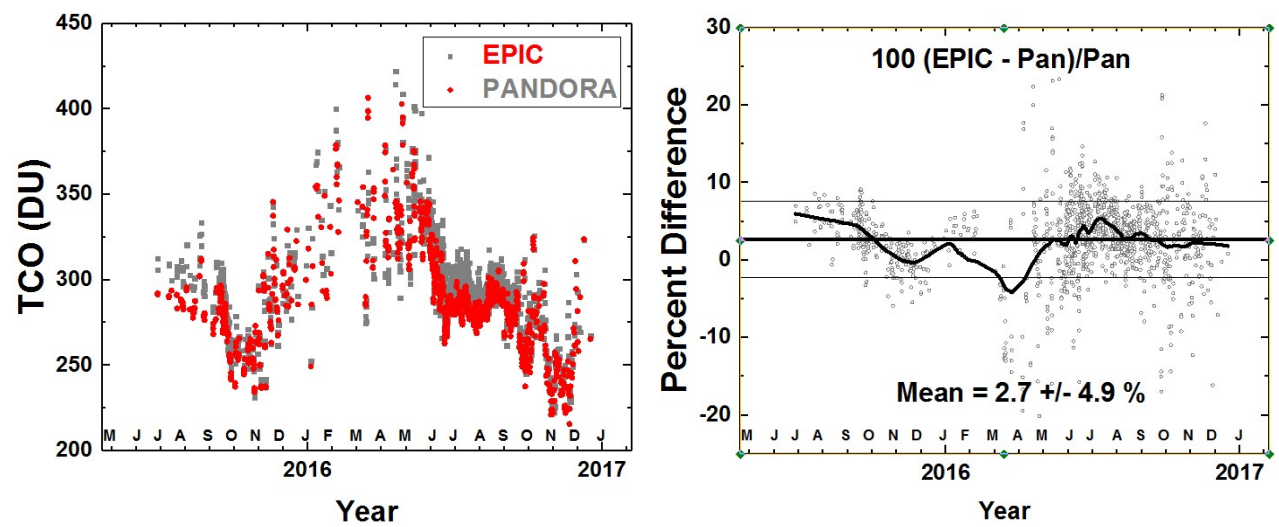 450
400
350
300
250
200
TCO (DU)
EPIC
PANDORA
M J J A S O N D J F M A M J J A S O N D J
2016 2017
Year
30
20
10
0
-10
-20
Percent Difference
100 (EPIC - Pan)/Pan
Mean = 2.7 +/- 4.9 %
M J J A S O N D J F M A M J J A S O N D J
2016 2017
Year